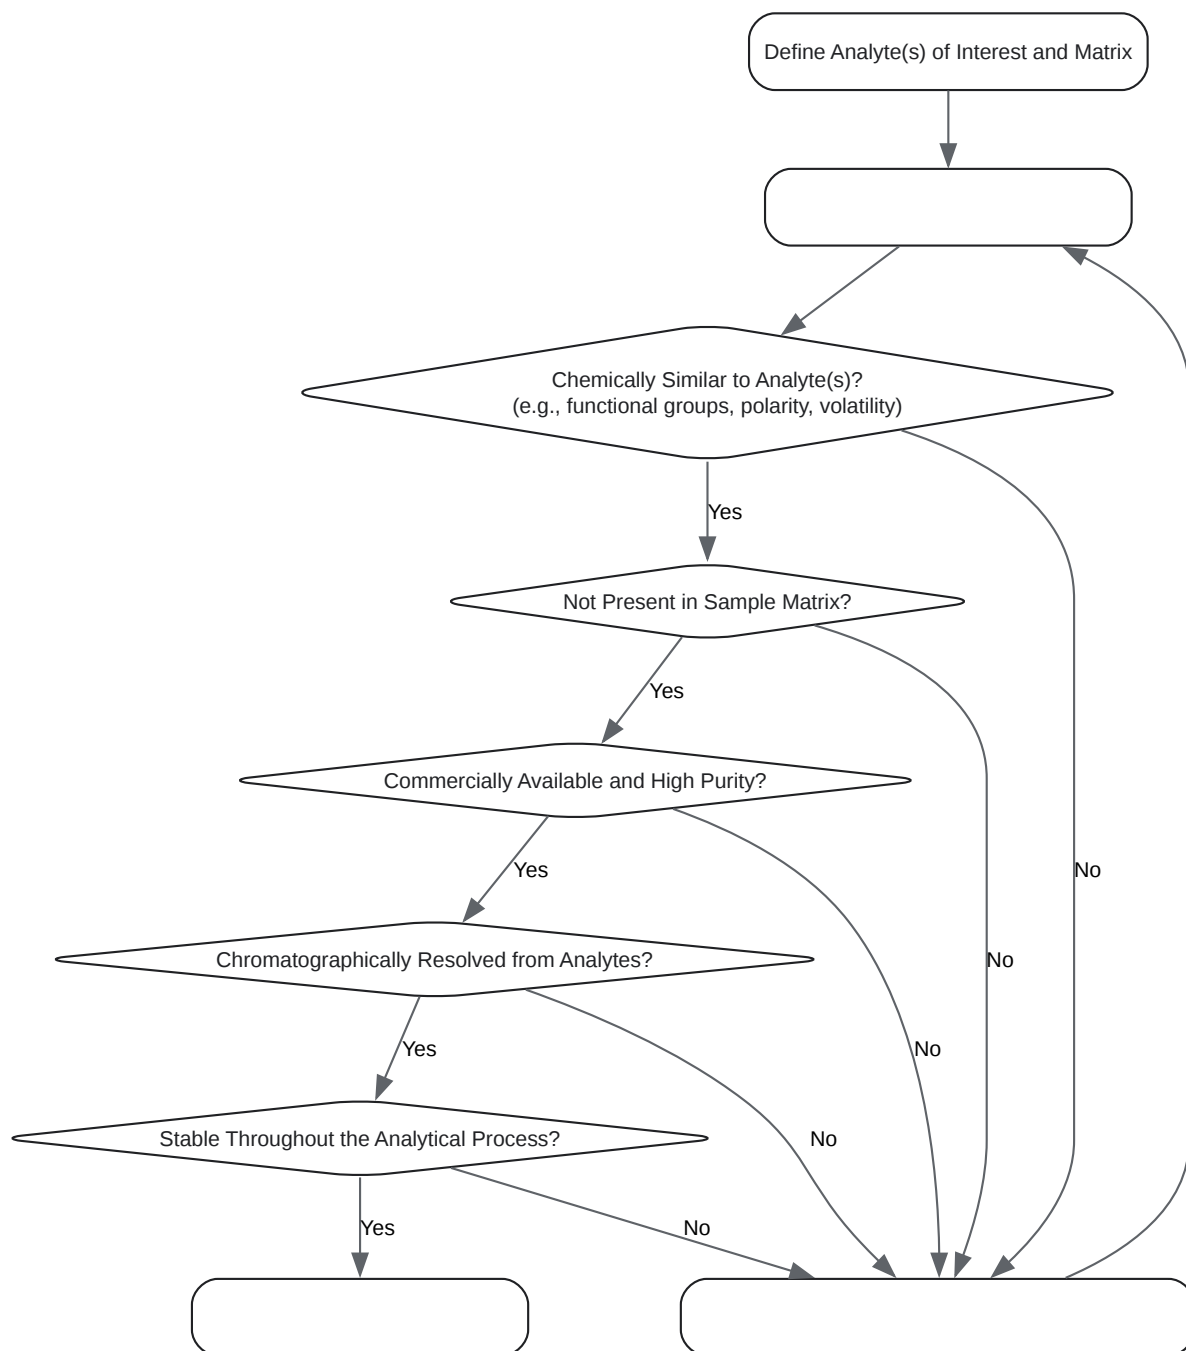 Define Analyte(s) of Interest and Matrix
Chemically Similar to Analyte(s)?
(e.g., functional groups, polarity, volatility)
Yes
Not Present in Sample Matrix?
Yes
Commercially Available and High Purity?
Yes
No
Chromatographically Resolved from Analytes?
No
Yes
No
Stable Throughout the Analytical Process?
No
Yes
No